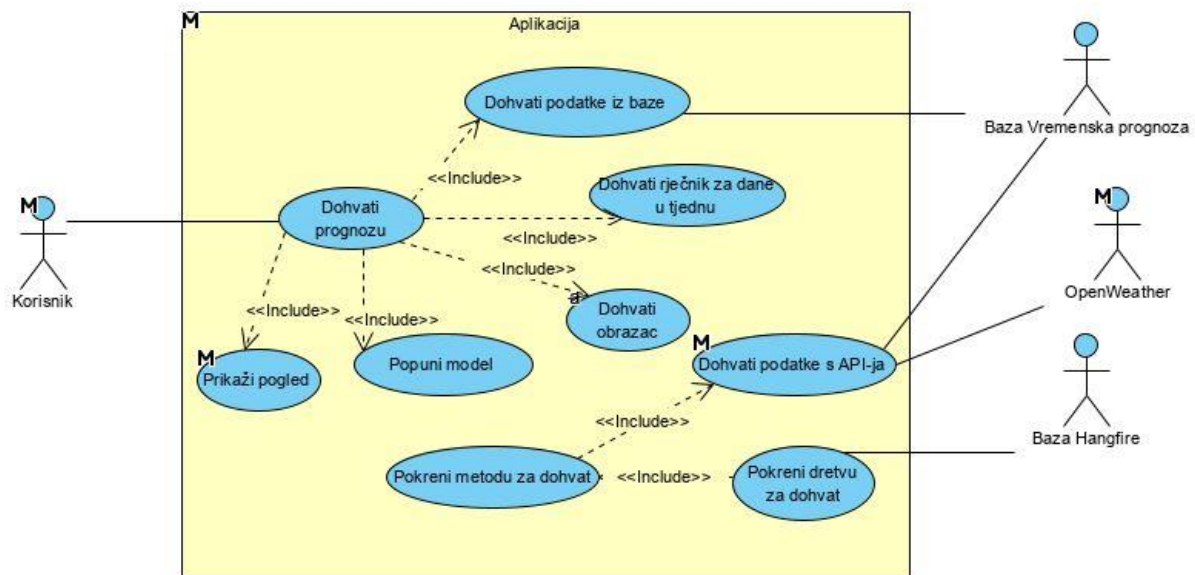 M
Aplikacija
Dohvati podatke iz baze
Baza Vremenska prognoza
<<Include>>
Dohvati rječnik za dane
u tjednu
M
Dohvati
prognozu
<<Include>>
M
Korisnik
<<Include>>
OpenWeather
Dohvati
obrazac
<<Include>>
<<Include>>
M
Prikaži pogled
Popuni model
M
Dohvati podatke s API-ja
<<Include>>
Baza Hangfire
Pokreni metodu za dohvat
<<Include>>
Pokreni dretvu
za dohvat